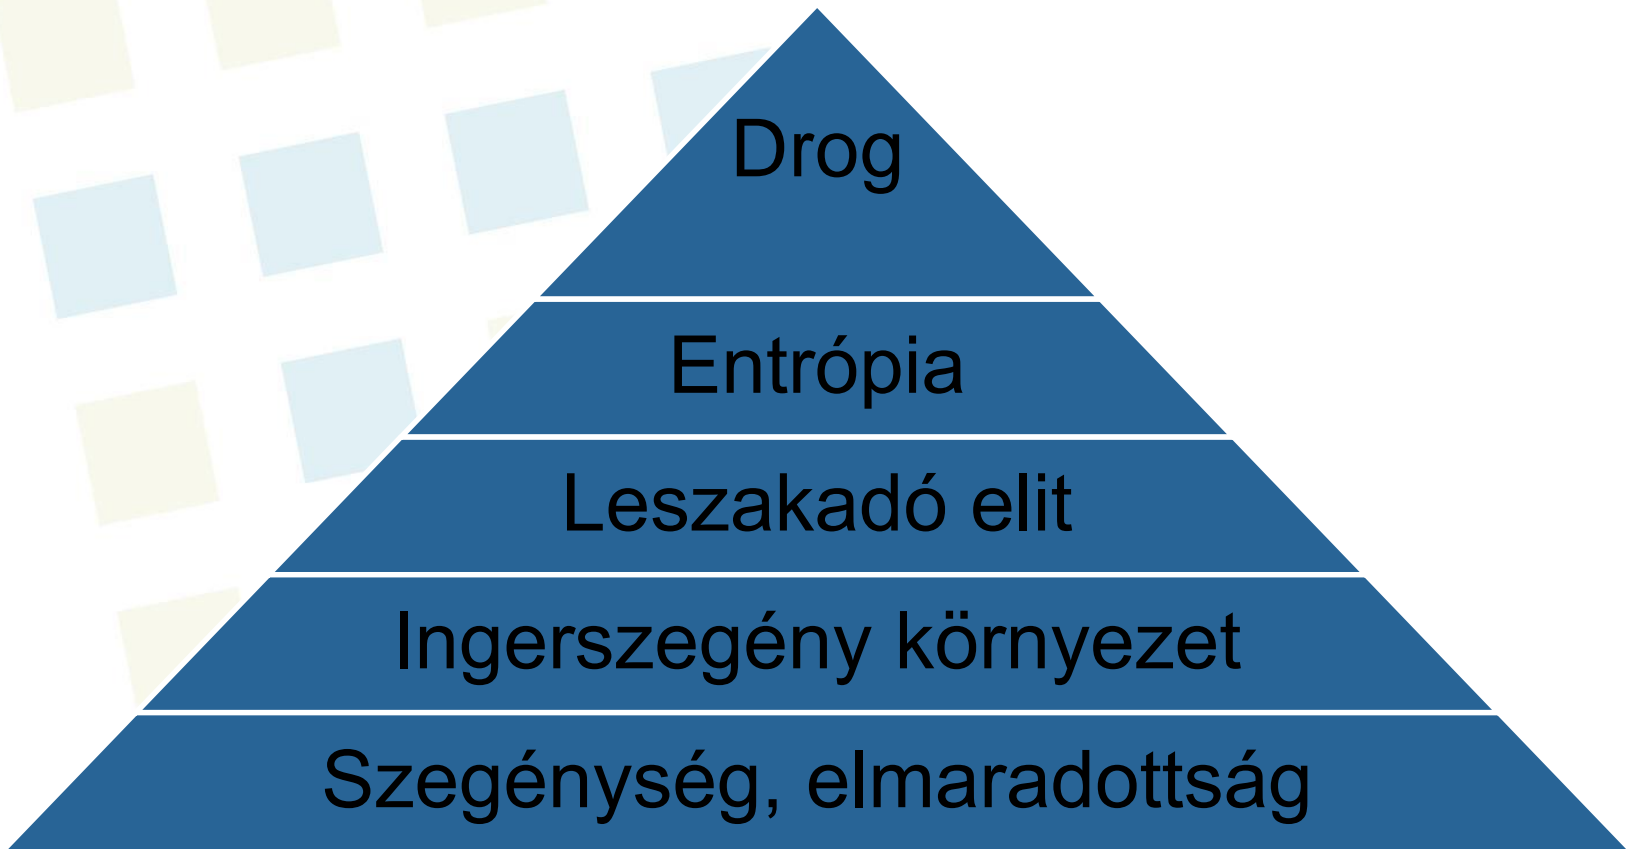 Drog
Entrópia
Leszakadó elit
Ingerszegény környezet
Szegénység, elmaradottság